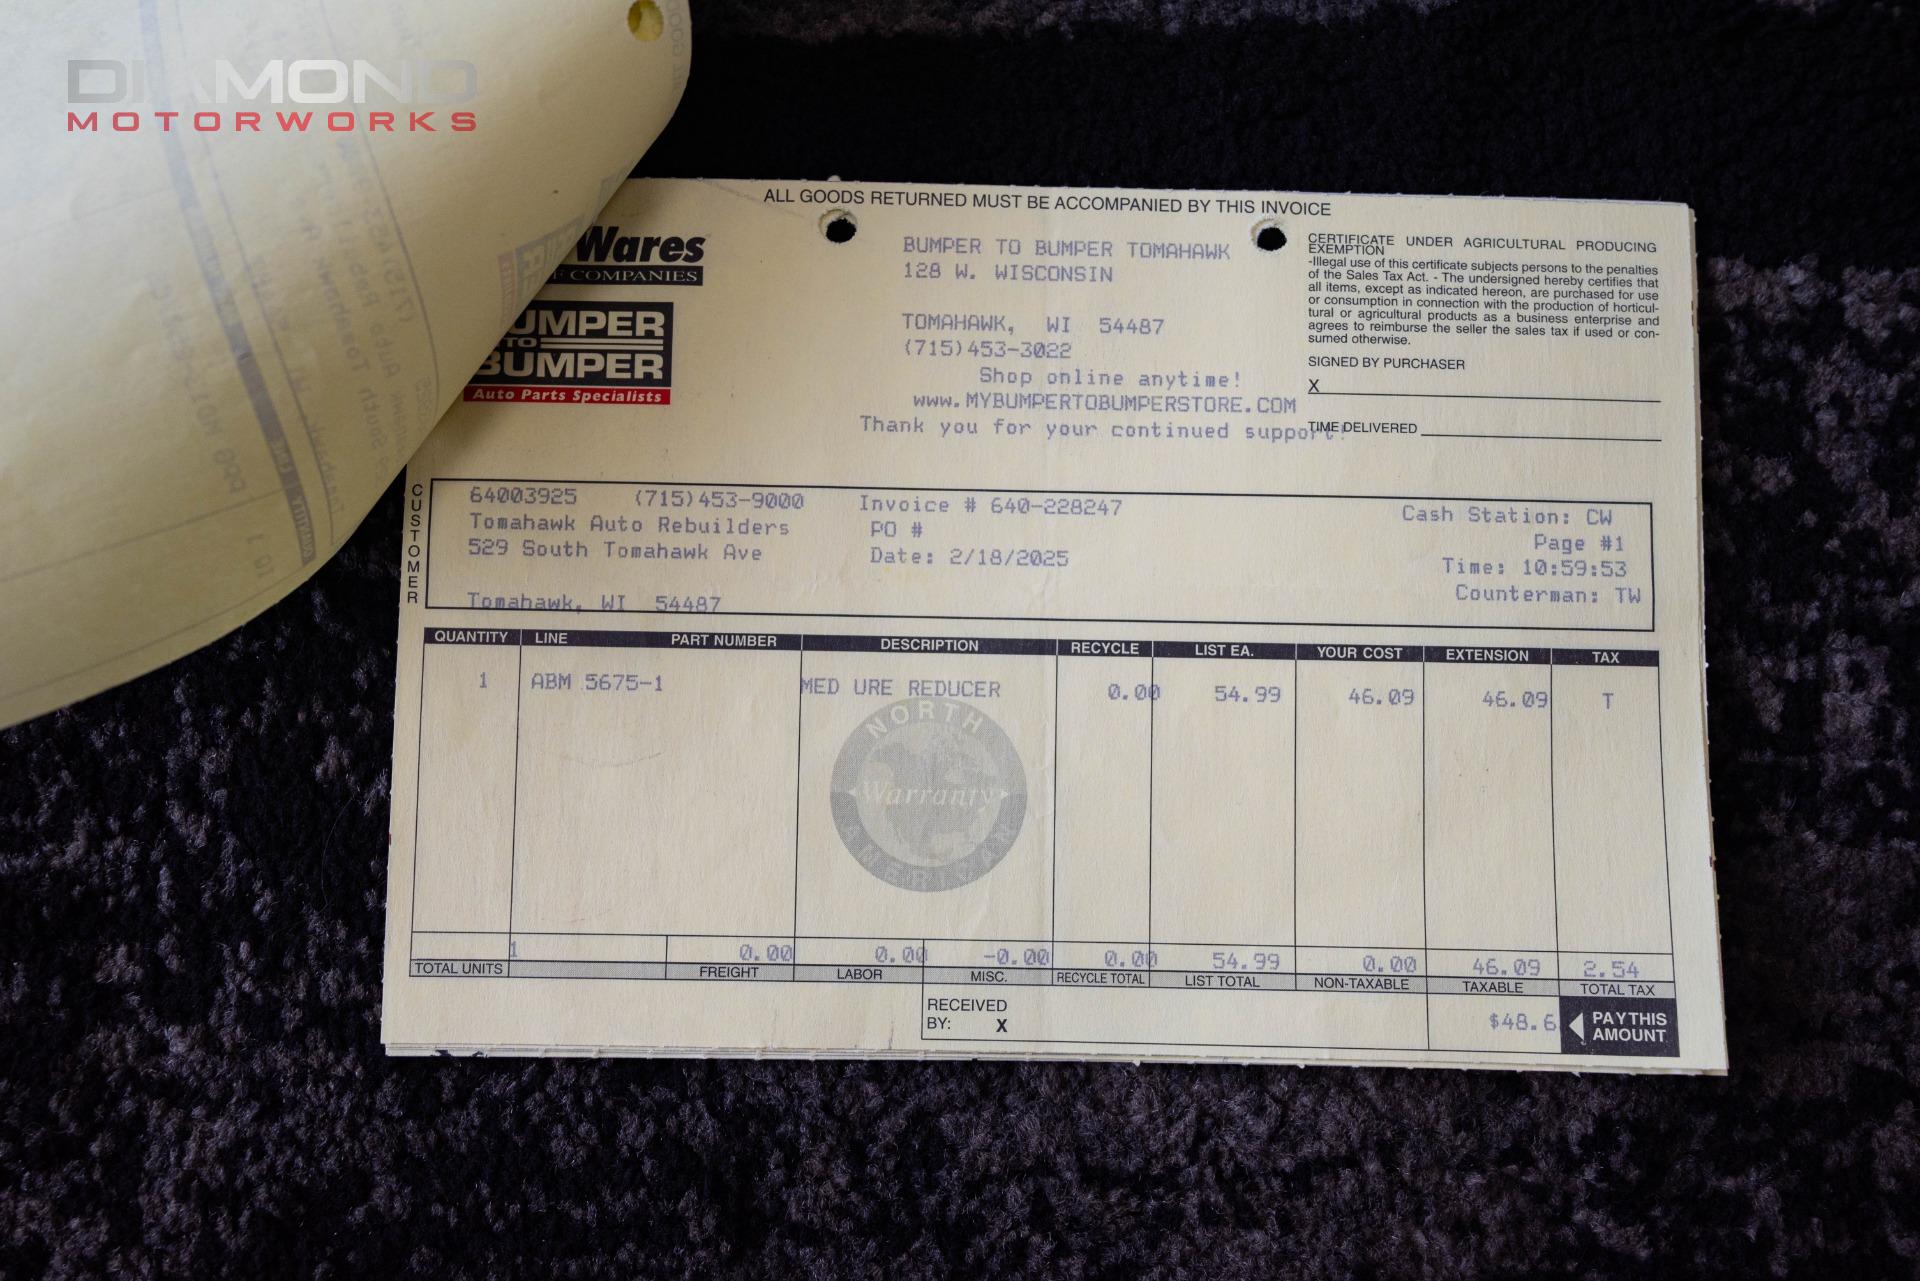 DIAMOND
MOTORWORKS
ALL GOODS RETURNED MUST BE ACCOMPANIED BY THIS INVOICE
Wares
COMPANIES
BUMPER
TO
BUMPER
Auto Parts Specialists
BUMPER TO BUMPER TOMAHAWK
128 W. WISCONSIN
TOMAHAWK, WI 54487
(715)453-3022
Shop online anytime!
www.MYBUMPERTOBUMPERSTORE.COM
Thank you for your continued support!
CERTIFICATE UNDER AGRICULTURAL PRODUCING
EXEMPTION
-Illegal use of this certificate subjects persons to the penalties
of the Sales Tax Act. - The undersigned hereby certifies that
all items, except as indicated hereon, are purchased for use
or consumption in connection with the production of horticul-
tural or agricultural products as a business enterprise and
agrees to reimburse the seller the sales tax if used or con-
sumed otherwise.
SIGNED BY PURCHASER
X
TIME DELIVERED
CUSTOMER
64003925 (715)453-9000 Invoice # 640-228247 Cash Station: CW
Tomahawk Auto Rebuilders PO # Page #1
529 South Tomahawk Ave Date: 2/18/2025 Time: 10:59:53
Counterman: TW
Tomahawk, WI 54487
QUANTITY LINE PART NUMBER DESCRIPTION RECYCLE LIST EA. YOUR COST EXTENSION TAX
1 ABM 5675-1 MED URE REDUCER 0.00 54.99 46.09 46.09 T
NORTH
Warranty
AMERICAN
1 0.00 0.00 -0.00 0.00 54.99 0.00 46.09 2.54
TOTAL UNITS FREIGHT LABOR MISC. RECYCLE TOTAL LIST TOTAL NON-TAXABLE TAXABLE TOTAL TAX
RECEIVED
BY: X
$48.6
PAY THIS
AMOUNT